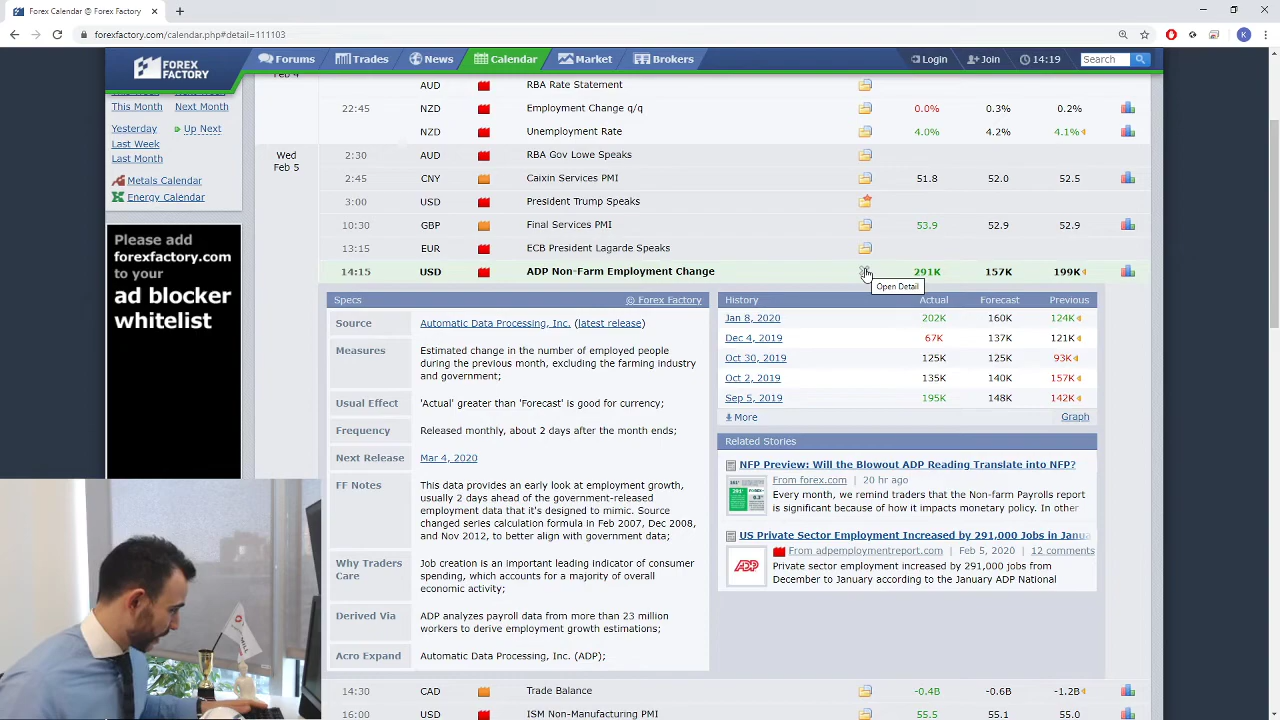 Forex Calendar @ Forex Factory
forexfactory.com/calendar.php#detail=111103
K
FOREX
FACTORY
Forums
Trades
News
Calendar
Market
Brokers
Login
Join
14:19
Search
This Month Next Month
Yesterday Up Next
Last Week
Last Month
Metals Calendar
Energy Calendar
Please add
forexfactory.com
to your
ad blocker
whitelist
Feb 4
AUD RBA Rate Statement
22:45 NZD Employment Change q/q 0.0% 0.3% 0.2%
NZD Unemployment Rate 4.0% 4.2% 4.1%
Wed
Feb 5
2:30 AUD RBA Gov Lowe Speaks
2:45 CNY Caixin Services PMI 51.8 52.0 52.5
3:00 USD President Trump Speaks
10:30 GBP Final Services PMI 53.9 52.9 52.9
13:15 EUR ECB President Lagarde Speaks
14:15 USD ADP Non-Farm Employment Change 291K 157K 199K
Open Detail
Specs © Forex Factory
Source Automatic Data Processing, Inc. (latest release)
Measures Estimated change in the number of employed people
during the previous month, excluding the farming industry
and government;
Usual Effect 'Actual' greater than 'Forecast' is good for currency;
Frequency Released monthly, about 2 days after the month ends;
Next Release Mar 4, 2020
FF Notes This data provides an early look at employment growth,
usually 2 days ahead of the government-released
employment data that it's designed to mimic. Source
changed series calculation formula in Feb 2007, Dec 2008,
and Nov 2012, to better align with government data;
Why Traders
Care
Job creation is an important leading indicator of consumer
spending, which accounts for a majority of overall
economic activity;
Derived Via ADP analyzes payroll data from more than 23 million
workers to derive employment growth estimations;
Acro Expand Automatic Data Processing, Inc. (ADP);
History Actual Forecast Previous
Jan 8, 2020 202K 160K 124K
Dec 4, 2019 67K 137K 121K
Oct 30, 2019 125K 125K 93K
Oct 2, 2019 135K 140K 157K
Sep 5, 2019 195K 148K 142K
More Graph
Related Stories
NFP Preview: Will the Blowout ADP Reading Translate into NFP?
From forex.com | 20 hr ago
Every month, we remind traders that the Non-farm Payrolls report
is significant because of how it impacts monetary policy. In other
US Private Sector Employment Increased by 291,000 Jobs in Janua
From adpemploymentreport.com | Feb 5, 2020 | 12 comments
ADP
Private sector employment increased by 291,000 jobs from
December to January according to the January ADP National
14:30 CAD Trade Balance -0.4B -0.6B -1.2B
16:00 USD ISM Non-Manufacturing PMI 55.5 55.1 55.0